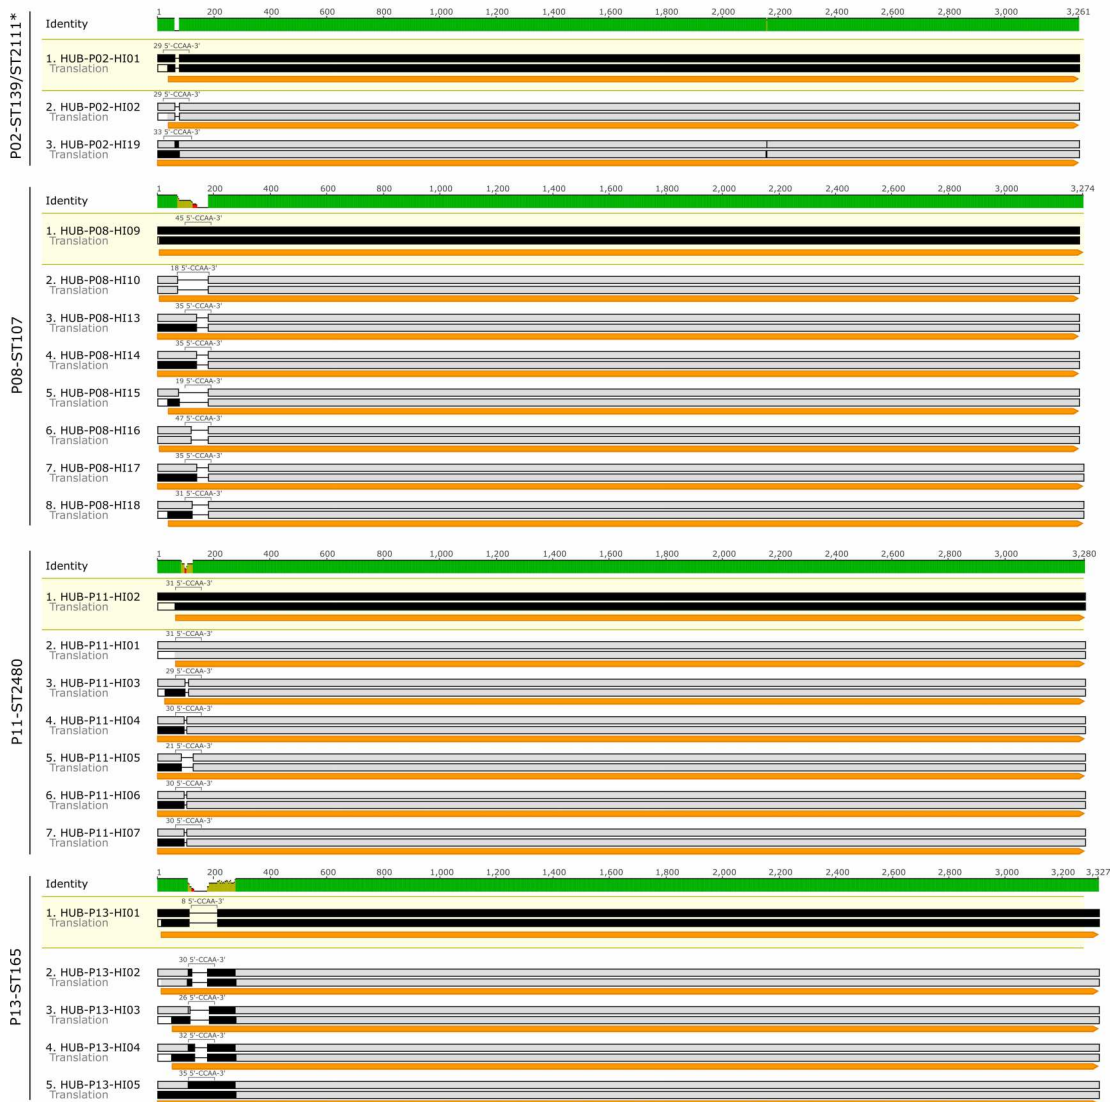 P02-ST139/ST2111*
1 200 400 600 800 1,000 1,200 1,400 1,600 1,800 2,000 2,200 2,400 2,600 2,800 3,000 3,261
Identity
29 5'-CCAA-3'
1. HUB-P02-HI01
Translation
29 5'-CCAA-3'
2. HUB-P02-HI02
Translation
33 5'-CCAA-3'
3. HUB-P02-HI19
Translation
P08-ST107
1 200 400 600 800 1,000 1,200 1,400 1,600 1,800 2,000 2,200 2,400 2,600 2,800 3,000 3,274
Identity
45 5'-CCAA-3'
1. HUB-P08-HI09
Translation
18 5'-CCAA-3'
2. HUB-P08-HI10
Translation
35 5'-CCAA-3'
3. HUB-P08-HI13
Translation
35 5'-CCAA-3'
4. HUB-P08-HI14
Translation
19 5'-CCAA-3'
5. HUB-P08-HI15
Translation
47 5'-CCAA-3'
6. HUB-P08-HI16
Translation
35 5'-CCAA-3'
7. HUB-P08-HI17
Translation
31 5'-CCAA-3'
8. HUB-P08-HI18
Translation
P11-ST2480
1 200 400 600 800 1,000 1,200 1,400 1,600 1,800 2,000 2,200 2,400 2,600 2,800 3,000 3,280
Identity
31 5'-CCAA-3'
1. HUB-P11-HI02
Translation
31 5'-CCAA-3'
2. HUB-P11-HI01
Translation
29 5'-CCAA-3'
3. HUB-P11-HI03
Translation
30 5'-CCAA-3'
4. HUB-P11-HI04
Translation
21 5'-CCAA-3'
5. HUB-P11-HI05
Translation
30 5'-CCAA-3'
6. HUB-P11-HI06
Translation
30 5'-CCAA-3'
7. HUB-P11-HI07
Translation
P13-ST165
1 200 400 600 800 1,000 1,200 1,400 1,600 1,800 2,000 2,200 2,400 2,600 2,800 3,000 3,200 3,327
Identity
8 5'-CCAA-3'
1. HUB-P13-HI01
Translation
30 5'-CCAA-3'
2. HUB-P13-HI02
Translation
26 5'-CCAA-3'
3. HUB-P13-HI03
Translation
32 5'-CCAA-3'
4. HUB-P13-HI04
Translation
35 5'-CCAA-3'
5. HUB-P13-HI05
Translation